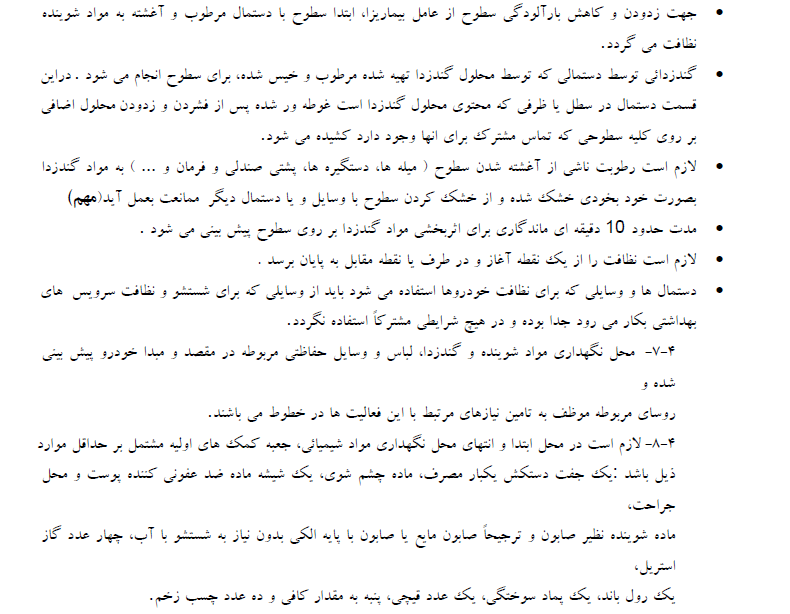 • جهت زدودن و کاهش بارآلودگی سطوح از عامل بیماریزا، ابتدا سطوح با دستمال مرطوب و آغشته به مواد شوینده
نظافت می گردد.
• گندزدائی توسط دستمالی که توسط محلول گندزدا تهیه شده مرطوب و خیس شده، برای سطوح انجام می شود . دراین
قسمت دستمال در سطل یا ظرفی که محتوی محلول گندزدا است غوطه ور شده پس از فشردن و زدودن محلول اضافی
بر روی کلیه سطوحی که تماس مشترک برای انها وجود دارد کشیده می شود.
• لازم است رطوبت ناشی از آغشته شدن سطوح ( میله ها، دستگیره ها، پشتی صندلی و فرمان و ... ) به مواد گندزدا
بصورت خود بخودی خشک شده و از خشک کردن سطوح با وسایل و یا دستمال دیگر ممانعت بعمل آید(مهم)
• مدت حدود 10 دقیقه ای ماندگاری برای اثربخشی مواد گندزدا بر روی سطوح پیش بینی می شود .
• لازم است نظافت را از یک نقطه آغاز و در طرف یا نقطه مقابل به پایان برسد .
• دستمال ها و وسایلی که برای نظافت خودروها استفاده می شود باید از وسایلی که برای شستشو و نظافت سرویس های
بهداشتی بکار می رود جدا بوده و در هیچ شرایطی مشترکاً استفاده نگردد.
۴-۷- محل نگهداری مواد شوینده و گندزدا، لباس و وسایل حفاظتی مربوطه در مقصد و مبدا خودرو پیش بینی
شده و
روسای مربوطه موظف به تامین نیازهای مرتبط با این فعالیت ها در خطوط می باشند.
۴-۸- لازم است در محل ابتدا و انتهای محل نگهداری مواد شیمیائی، جعبه کمک های اولیه مشتمل بر حداقل موارد
ذیل باشد :یک جفت دستکش یکبار مصرف، ماده چشم شوی، یک شیشه ماده ضد عفونی کننده پوست و محل
جراحت،
ماده شوینده نظیر صابون و ترجیحاً صابون مایع یا صابون با پایه الکی بدون نیاز به شستشو با آب، چهار عدد گاز
استریل،
یک رول باند، یک پماد سوختگی، یک عدد قیچی، پنبه به مقدار کافی و ده عدد چسب زخم.